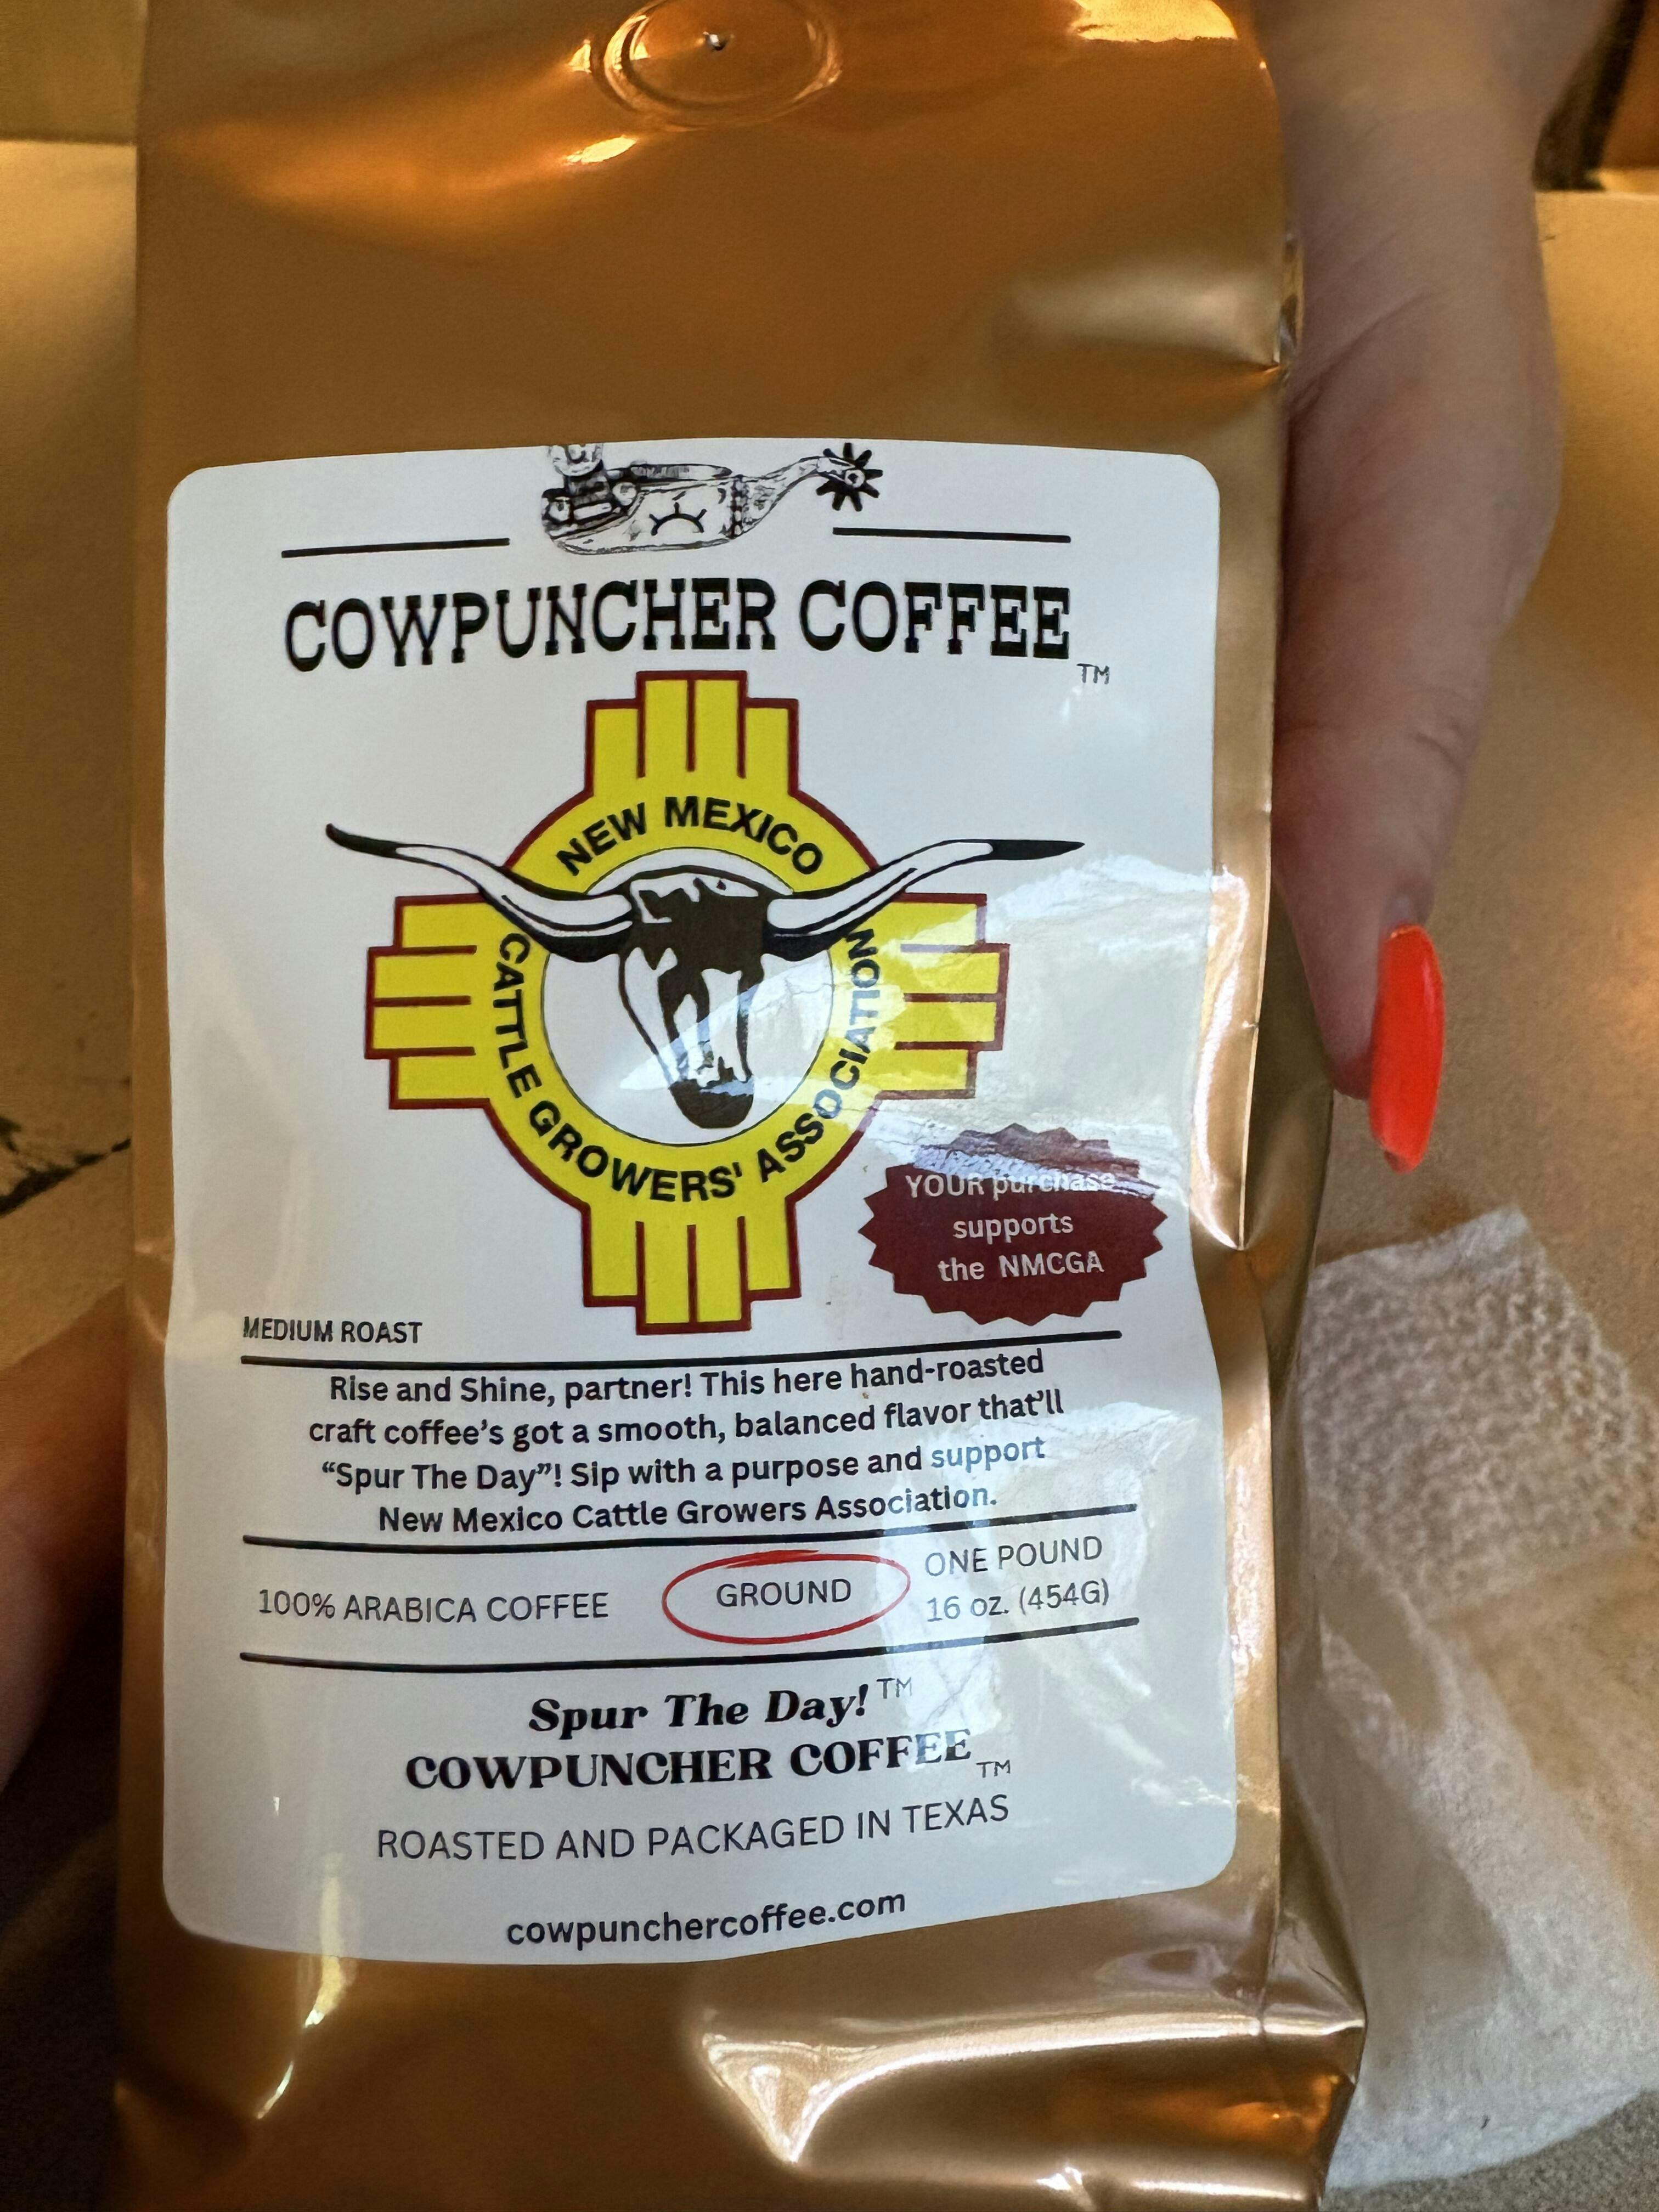 COWPUNCHER COFFEE
TM
NEW MEXICO
CATTLE GROWERS' ASSOCIATION
YOUR purchase
supports
the NMCGA
MEDIUM ROAST
Rise and Shine, partner! This here hand-roasted
craft coffee’s got a smooth, balanced flavor that’ll
“Spur The Day”! Sip with a purpose and support
New Mexico Cattle Growers Association.
100% ARABICA COFFEE
GROUND
ONE POUND
16 oz. (454G)
Spur The Day!™
COWPUNCHER COFFEE TM
ROASTED AND PACKAGED IN TEXAS
cowpunchercoffee.com